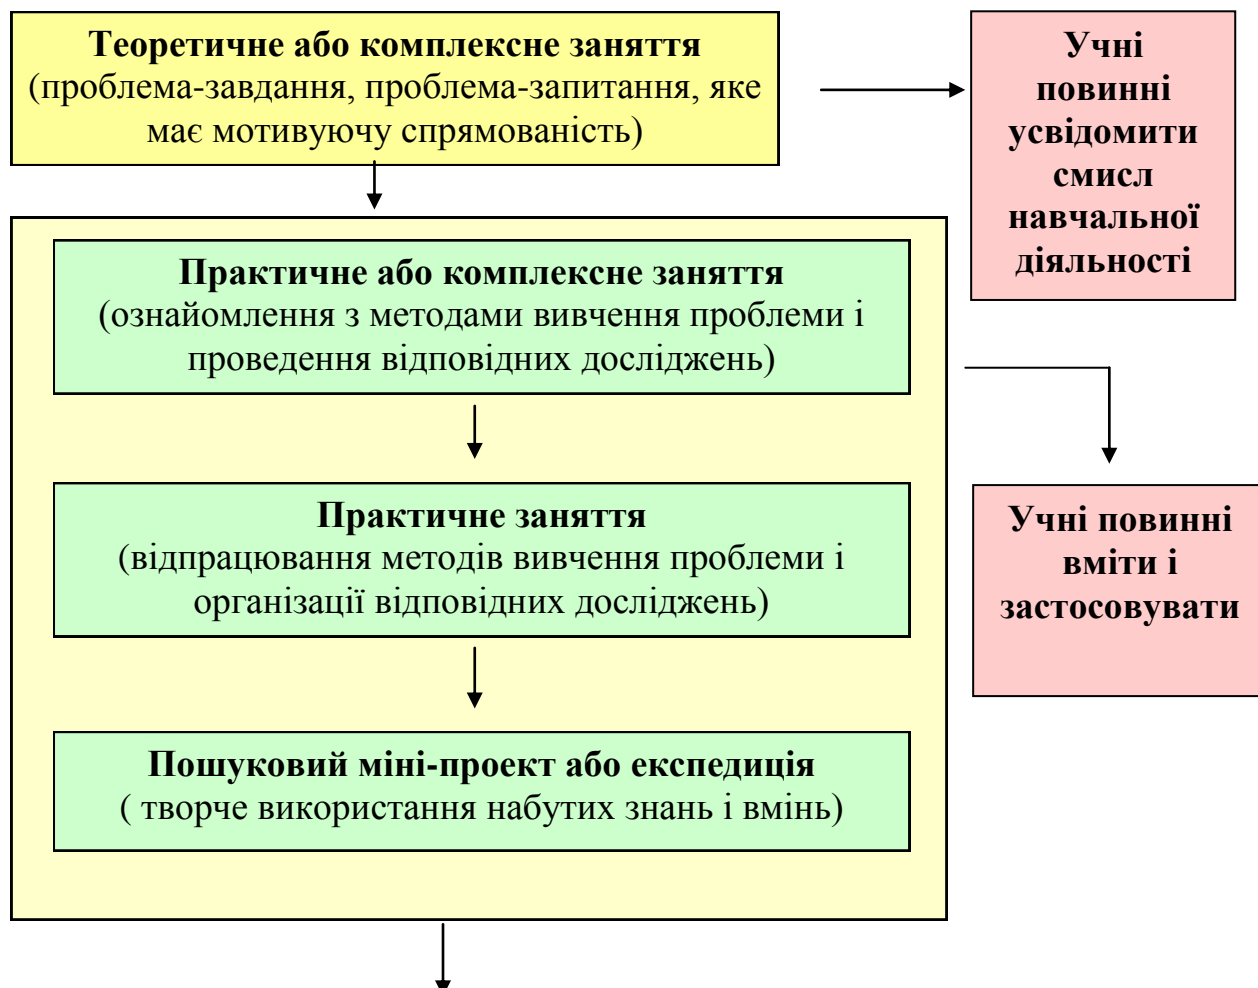 Теоретичне або комплексне заняття
(проблема-завдання, проблема-запитання, яке
має мотивуючу спрямованість)
Учні
повинні
усвідомити
смисл
навчальної
діяльності
Практичне або комплексне заняття
(ознайомлення з методами вивчення проблеми і
проведення відповідних досліджень)
Практичне заняття
(відпрацювання методів вивчення проблеми і
організації відповідних досліджень)
Учні повинні
вміти і
застосовувати
Пошуковий міні-проект або експедиція
( творче використання набутих знань і вмінь)